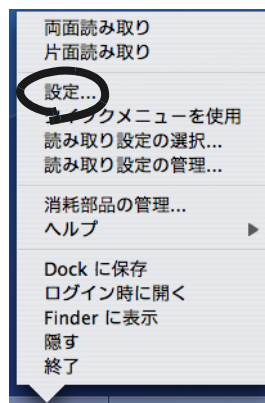 両面読み取り
片面読み取り
設定...
クイックメニューを使用
読み取り設定の選択...
読み取り設定の管理...
消耗部品の管理...
ヘルプ
Dock に保存
ログイン時に開く
Finder に表示
隠す
終了